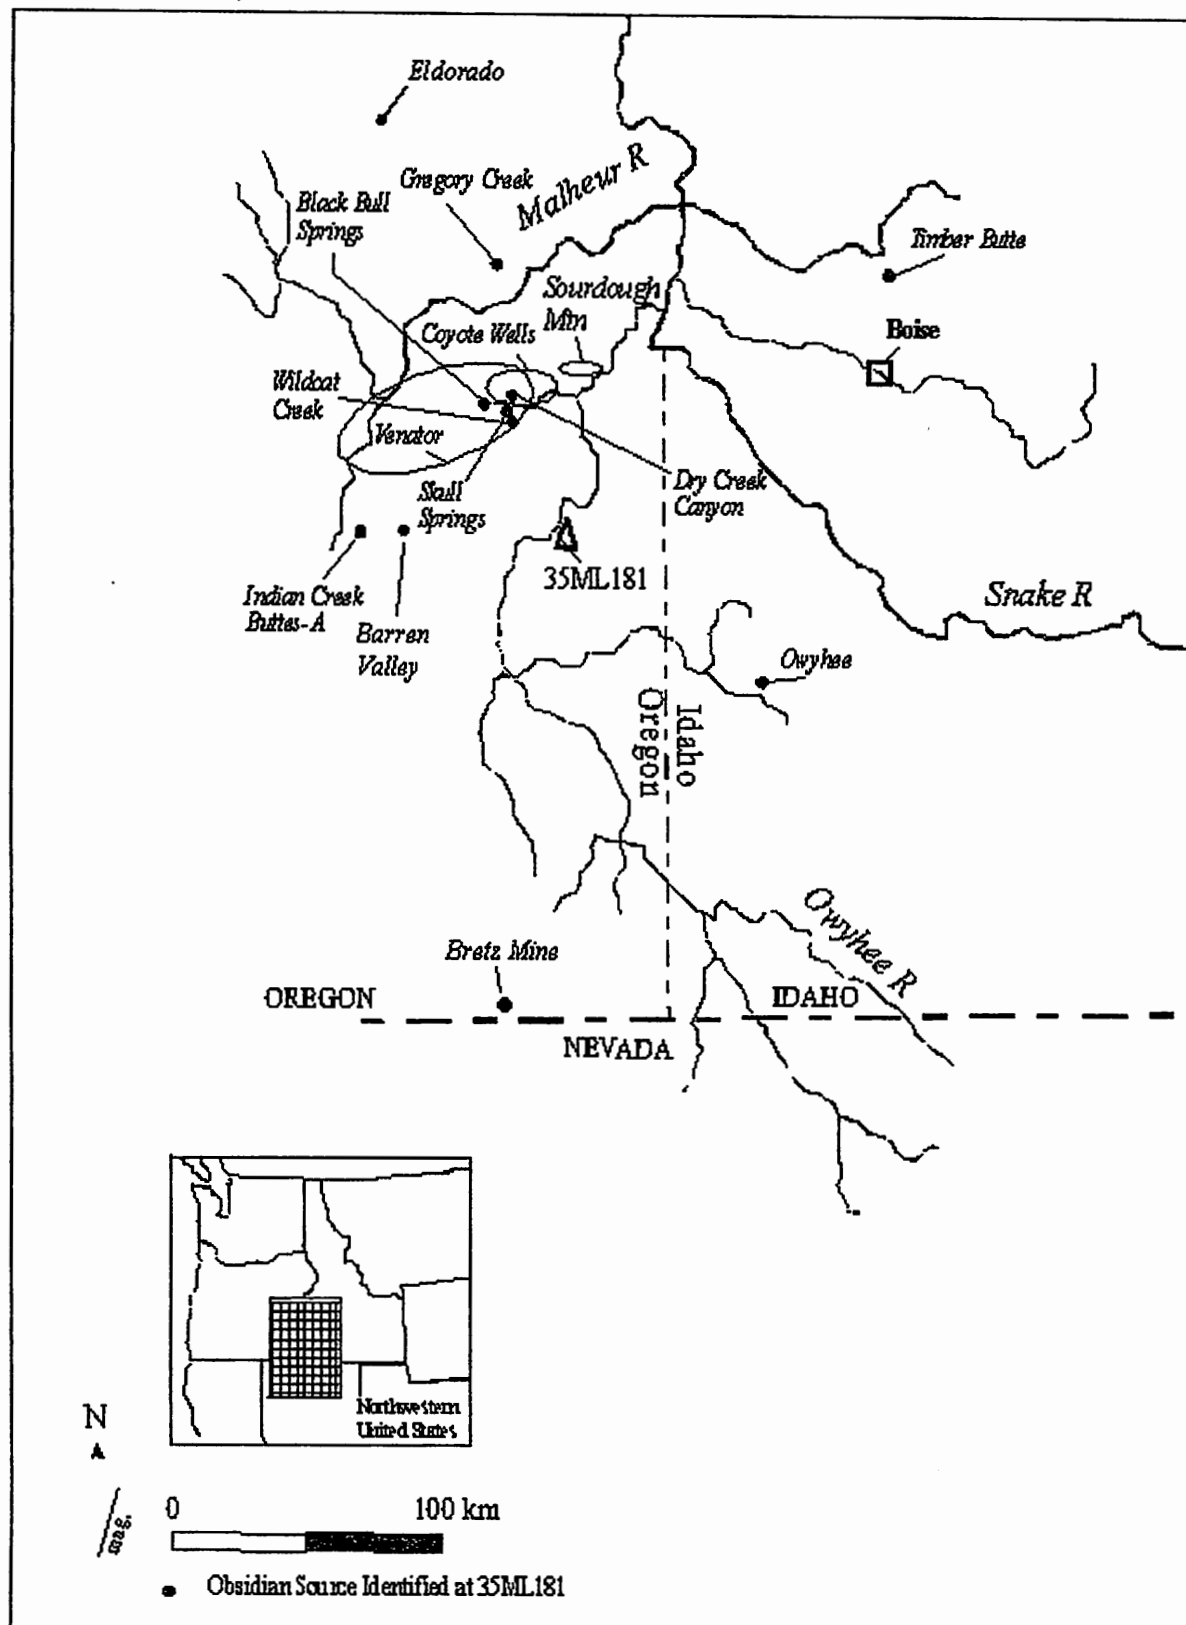 Eldorado
Gregory Creek
Malheur R
Black Bull
Springs
Timber Butte
Sourdough
Mtn
Coyote Wells
Boise
Wildcat
Creek
Venator
Skull
Springs
Dry Creek
Canyon
35ML181
Indian Creek
Buttes-A
Barren
Valley
Snake R
Owyhee
Idaho
Oregon
Owyhee R
Bretz Mine
OREGON
IDAHO
NEVADA
Northwestern
United States
N
mag.
0
100 km
Obsidian Source Identified at 35ML181